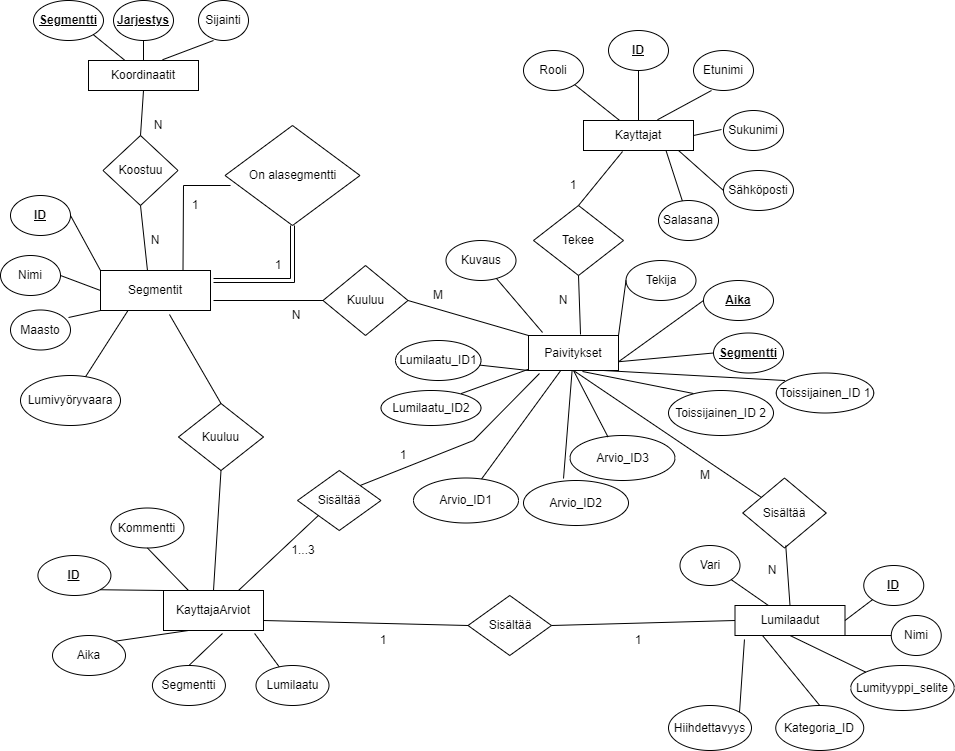 Segmentti
Jarjestys
Sijainti
Koordinaatit
N
Koostuu
N
On alasegmentti
1
1
ID
Nimi
Maasto
Lumivyöryvaara
Segmentit
N
Kuuluu
M
Rooli
ID
Etunimi
Sukunimi
Sähköposti
Salasana
Kayttajat
1
Tekee
N
Kuvaus
Tekija
Aika
Segmentti
Paivitykset
Lumilaatu_ID1
Lumilaatu_ID2
Toissijainen_ID 1
Toissijainen_ID 2
Arvio_ID3
Arvio_ID1
Arvio_ID2
Kuuluu
1
Sisältää
1...3
M
Sisältää
N
Kommentti
ID
KayttajaArviot
Aika
Segmentti
Lumilaatu
1
Sisältää
1
Vari
ID
Lumilaadut
Nimi
Lumityyppi_selite
Hiihdettavyys
Kategoria_ID